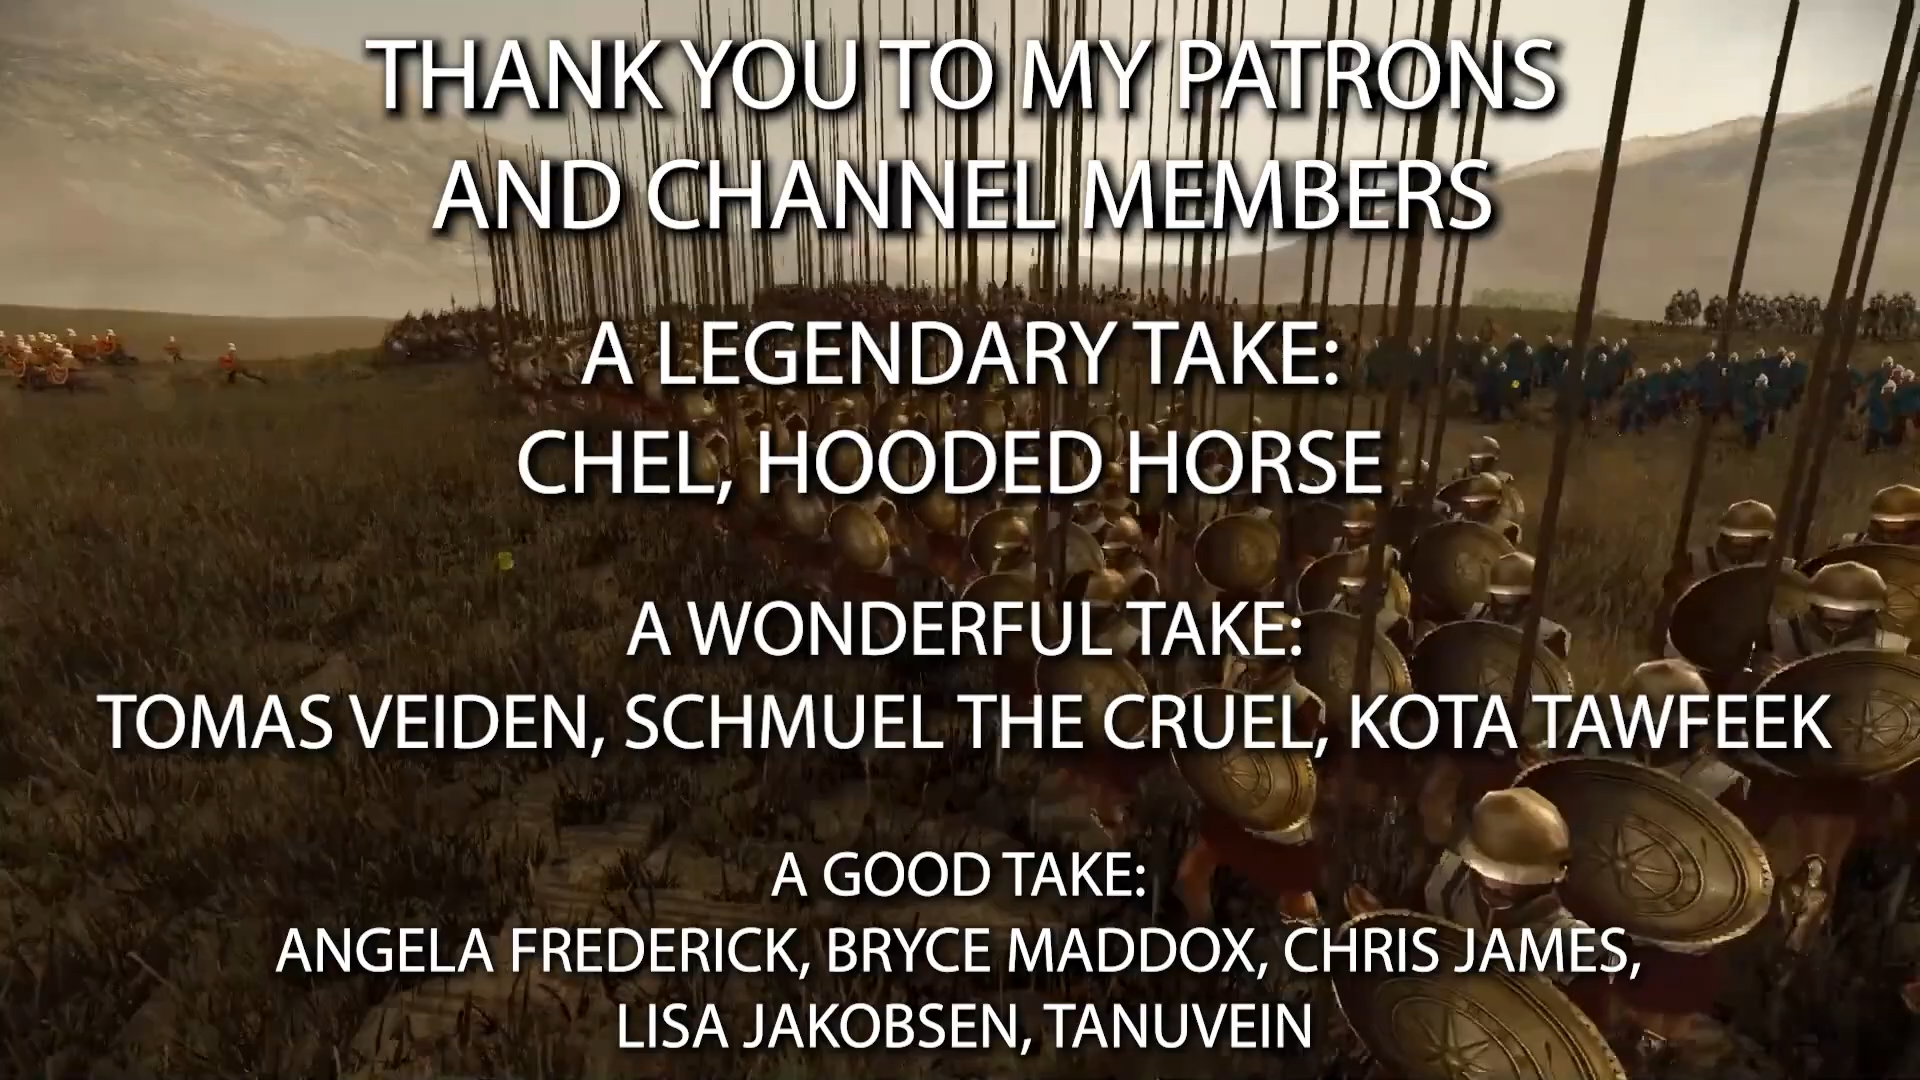 THANK YOU TO MY PATRONS
AND CHANNEL MEMBERS
A LEGENDARY TAKE:
CHEL, HOODED HORSE
A WONDERFUL TAKE:
TOMAS VEIDEN, SCHMUEL THE CRUEL, KOTA TAWFEEK
A GOOD TAKE:
ANGELA FREDERICK, BRYCE MADDOX, CHRIS JAMES,
LISA JAKOBSEN, TANUVEIN